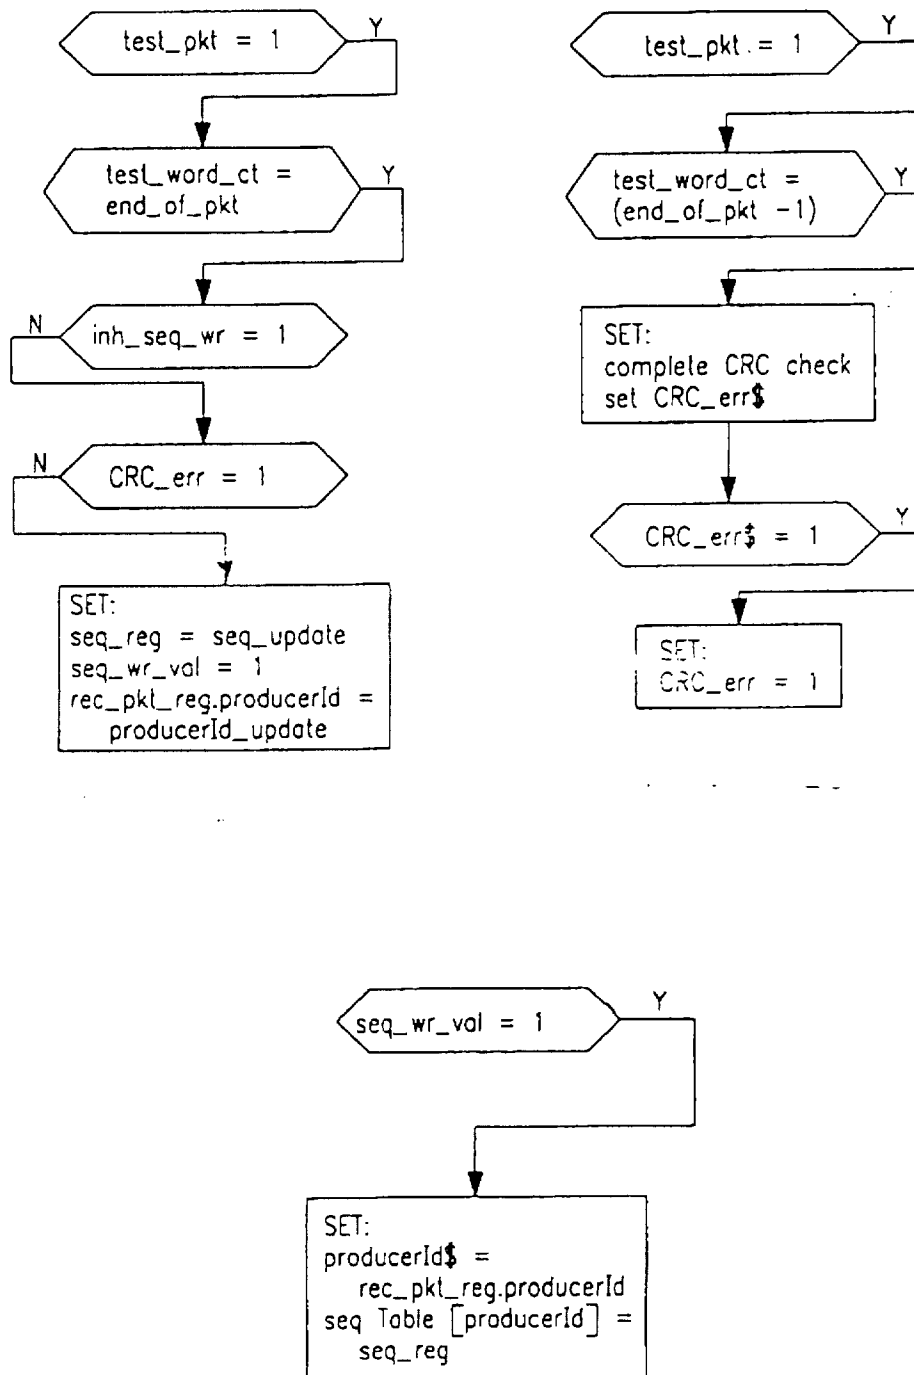 test_pkt = 1
Y
test_word_ct =
end_of_pkt
Y
N
inh_seq_wr = 1
N
CRC_err = 1
SET:
seq_reg = seq_update
seq_wr_val = 1
rec_pkt_reg.producerId =
producerId_update
test_pkt = 1
Y
test_word_ct =
(end_of_pkt -1)
Y
SET:
complete CRC check
set CRC_err$
CRC_err$ = 1
Y
SET:
CRC_err = 1
seq_wr_val = 1
Y
SET:
producerId$ =
rec_pkt_reg.producerId
seq Table [producerId] =
seq_reg